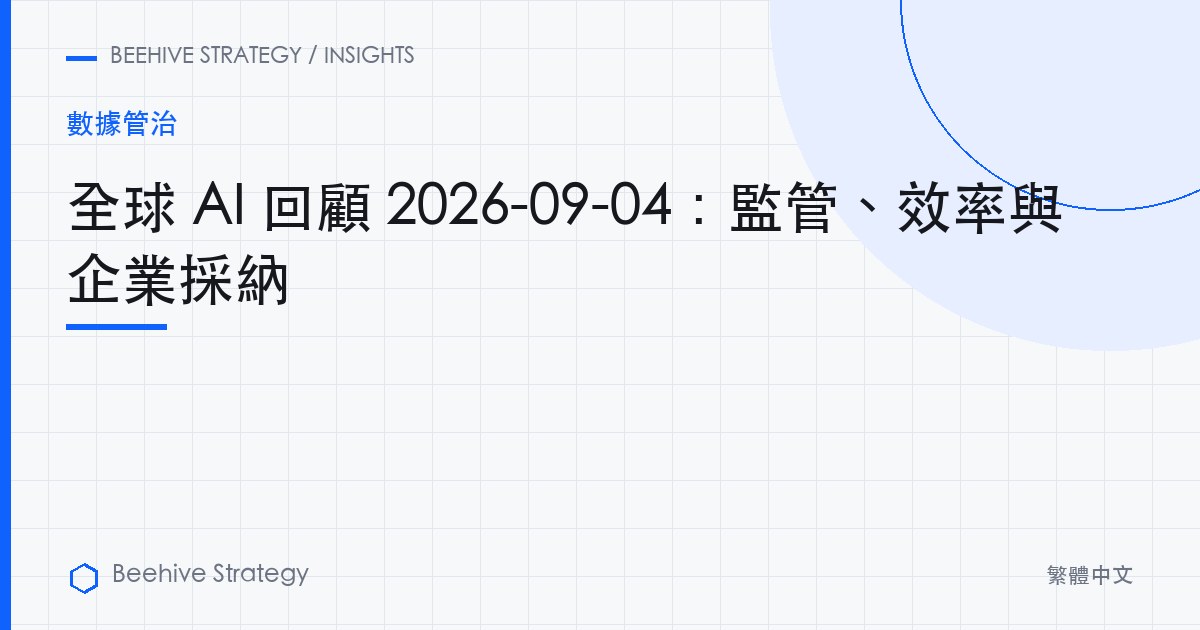 BEEHIVE STRATEGY / INSIGHTS
數據管治
全球 AI 回顧 2026-09-04：監管、效率與
企業採納
Beehive Strategy
繁體中文